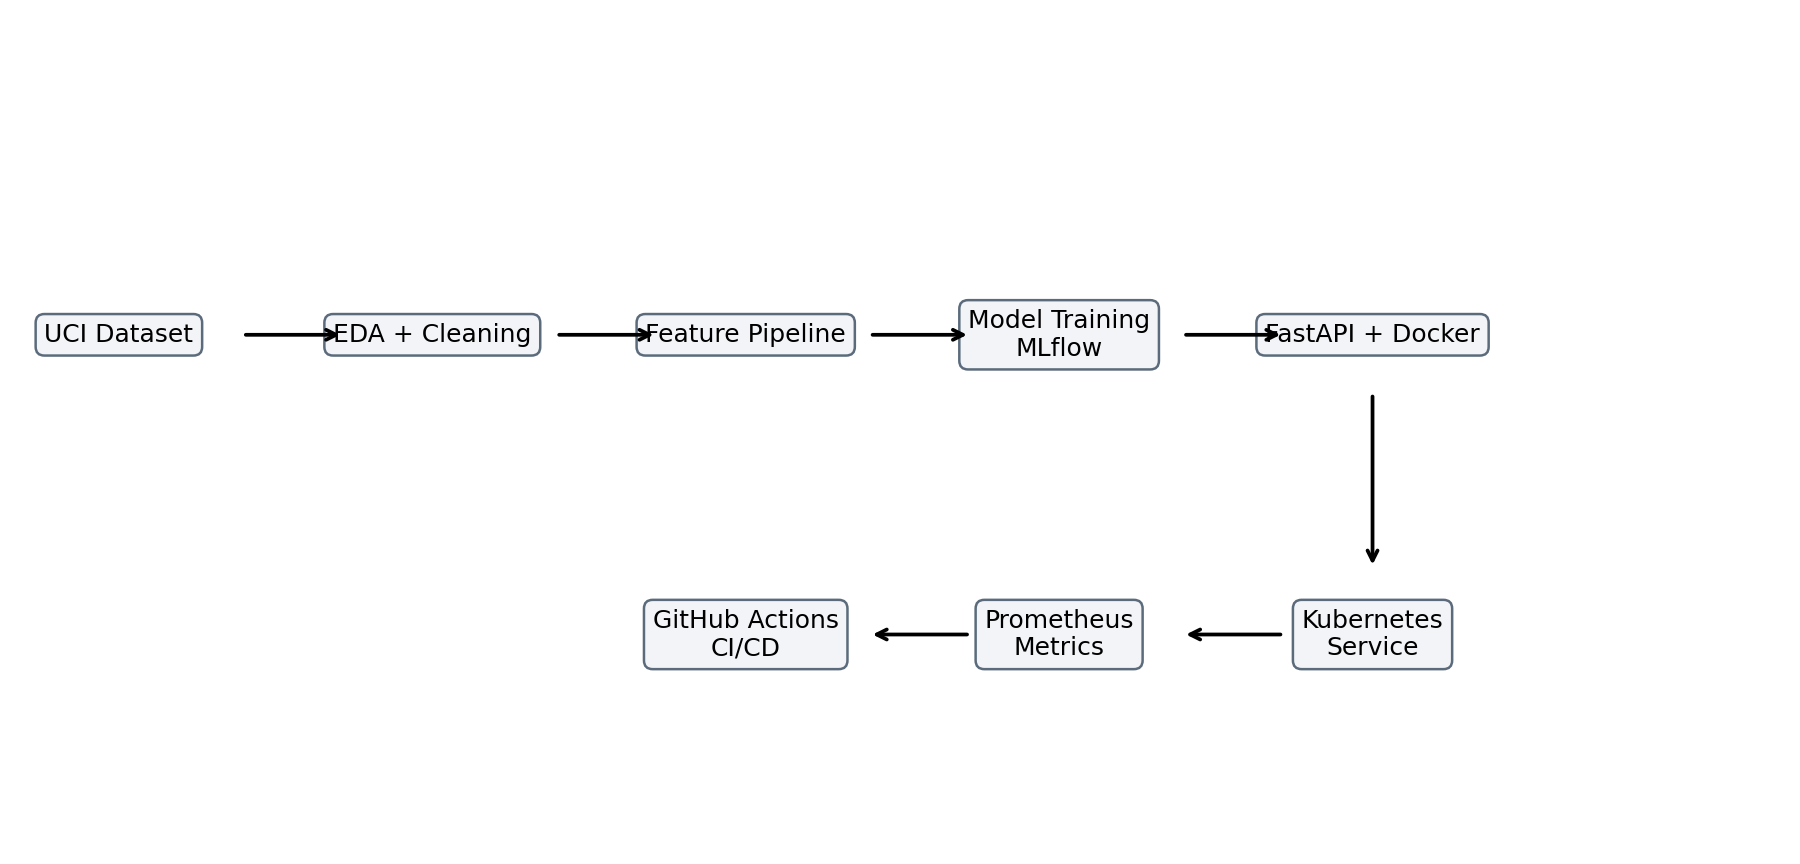 UCI Dataset
EDA + Cleaning
Feature Pipeline
Model Training
MLflow
FastAPI + Docker
GitHub Actions
CI/CD
Prometheus
Metrics
Kubernetes
Service